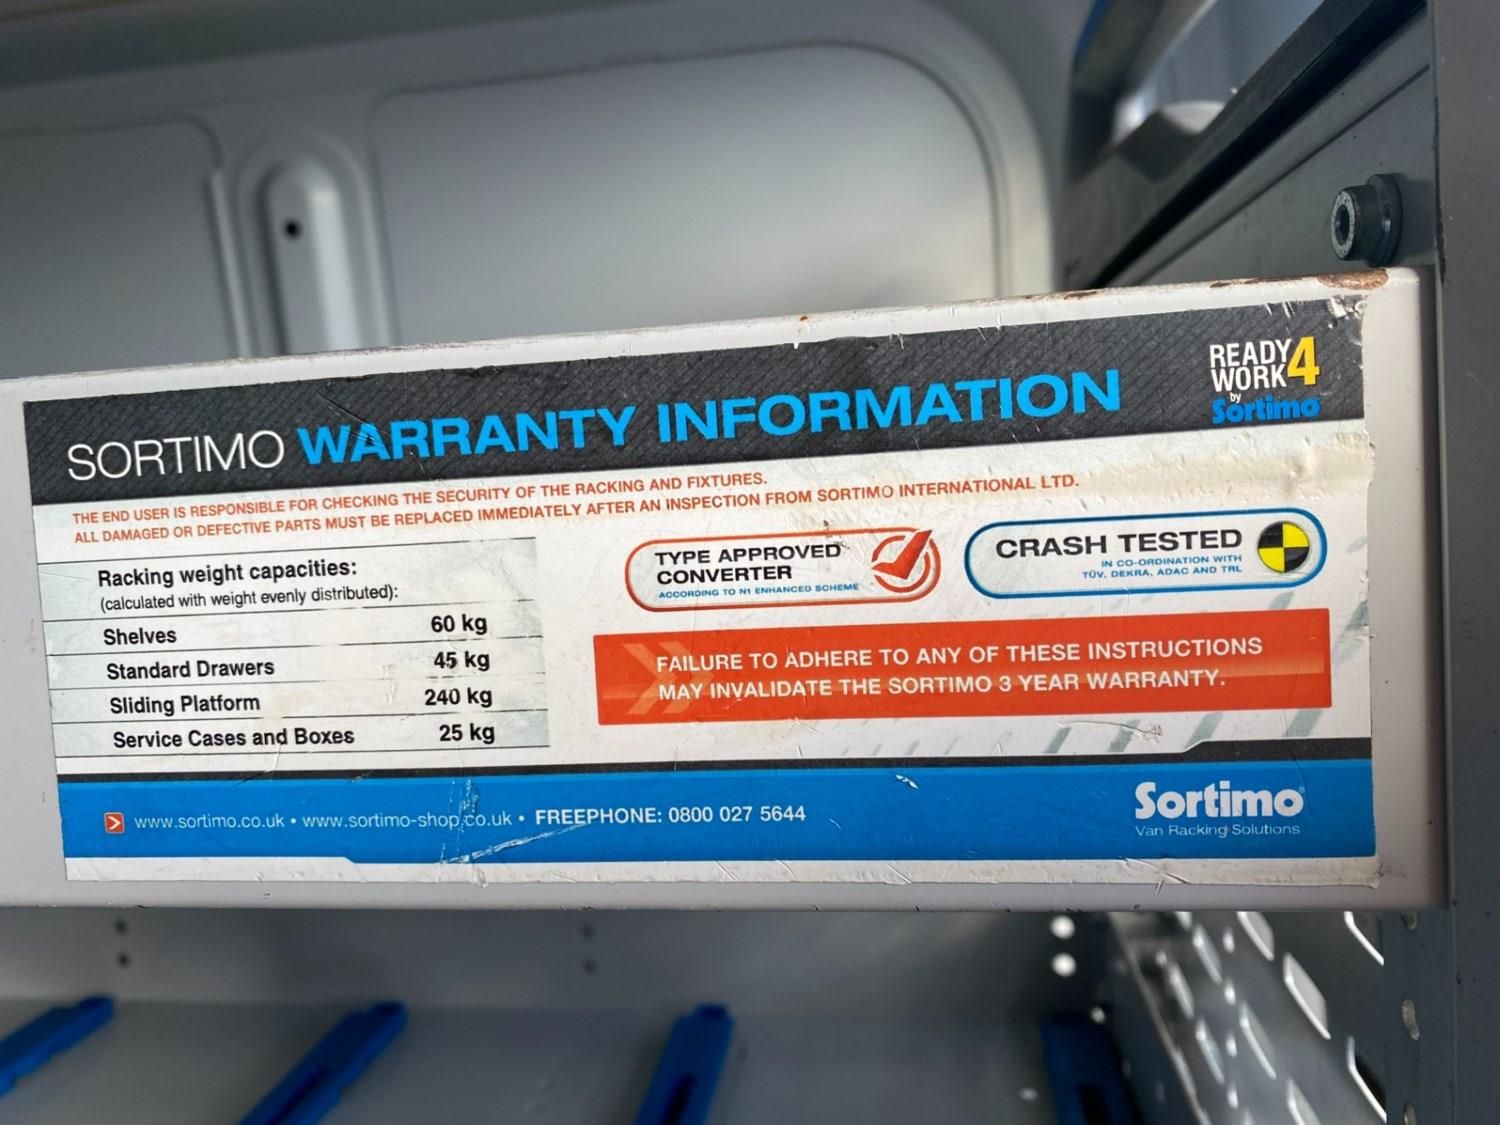 SORTIMO WARRANTY INFORMATION
READY
WORK 4
by
Sortimo
THE END USER IS RESPONSIBLE FOR CHECKING THE SECURITY OF THE RACKING AND FIXTURES.
ALL DAMAGED OR DEFECTIVE PARTS MUST BE REPLACED IMMEDIATELY AFTER AN INSPECTION FROM SORTIMO INTERNATIONAL LTD.
Racking weight capacities:
(calculated with weight evenly distributed):
Shelves 60 kg
Standard Drawers 45 kg
Sliding Platform 240 kg
Service Cases and Boxes 25 kg
TYPE APPROVED
CONVERTER
ACCORDING TO N1 ENHANCED SCHEME
CRASH TESTED
IN CO-ORDINATION WITH
TÜV, DEKRA, ADAC AND TRL
FAILURE TO ADHERE TO ANY OF THESE INSTRUCTIONS
MAY INVALIDATE THE SORTIMO 3 YEAR WARRANTY.
www.sortimo.co.uk • www.sortimo-shop.co.uk • FREEPHONE: 0800 027 5644
Sortimo
Van Racking Solutions